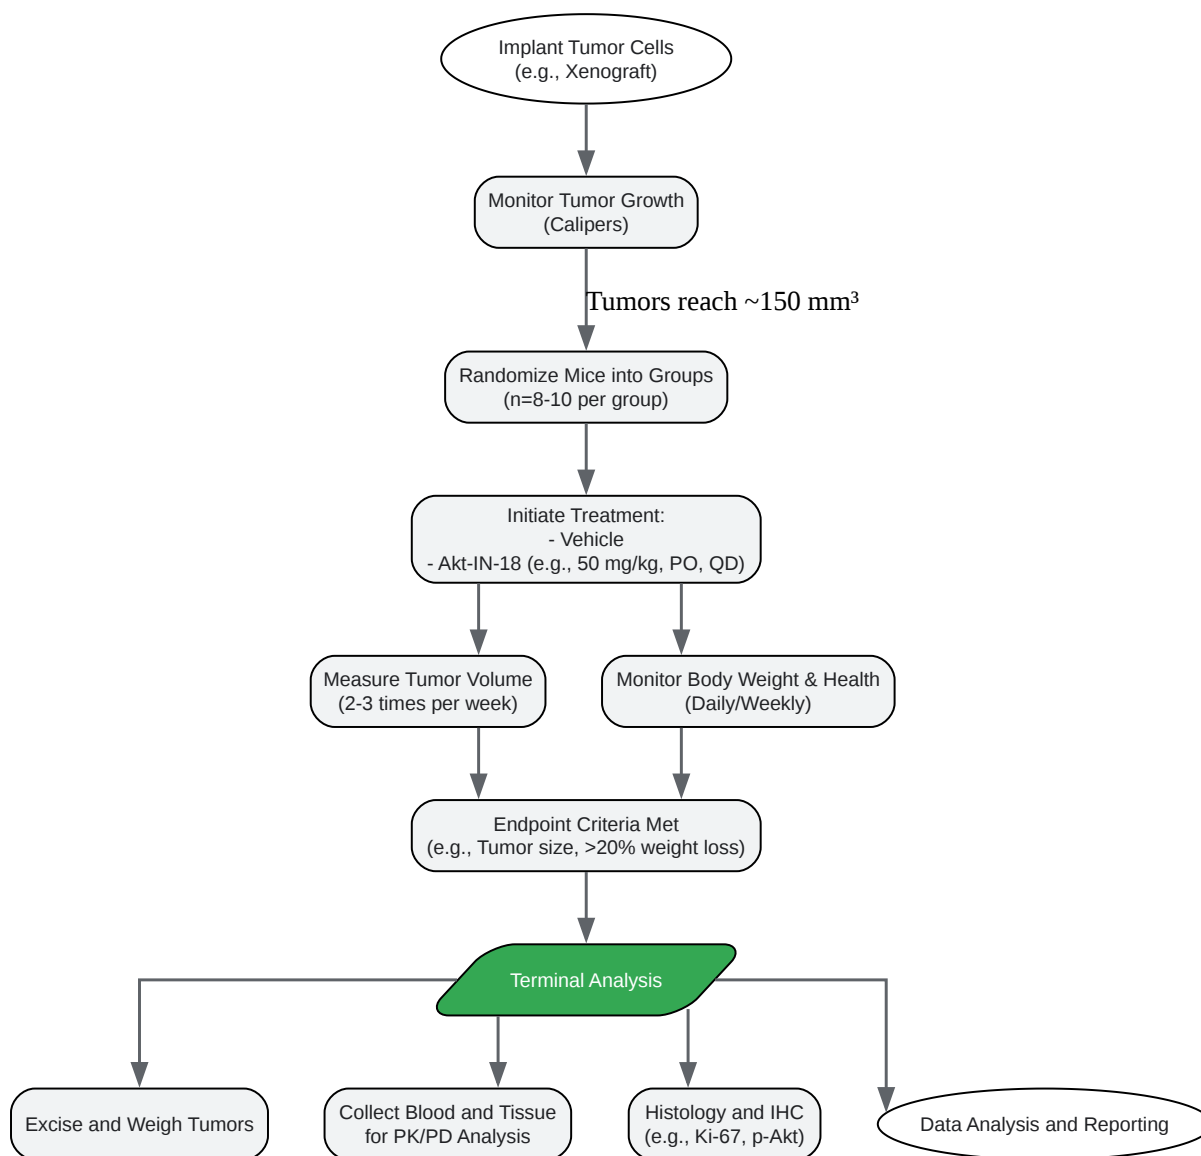 Implant Tumor Cells
(e.g., Xenograft)
Monitor Tumor Growth
(Calipers)
Tumors reach ~150 mm³
Randomize Mice into Groups
(n=8-10 per group)
Initiate Treatment:
- Vehicle
- Akt-IN-18 (e.g., 50 mg/kg, PO, QD)
Measure Tumor Volume
(2-3 times per week)
Monitor Body Weight & Health
(Daily/Weekly)
Endpoint Criteria Met
(e.g., Tumor size, >20% weight loss)
Terminal Analysis
Excise and Weigh Tumors
Collect Blood and Tissue
for PK/PD Analysis
Histology and IHC
(e.g., Ki-67, p-Akt)
Data Analysis and Reporting